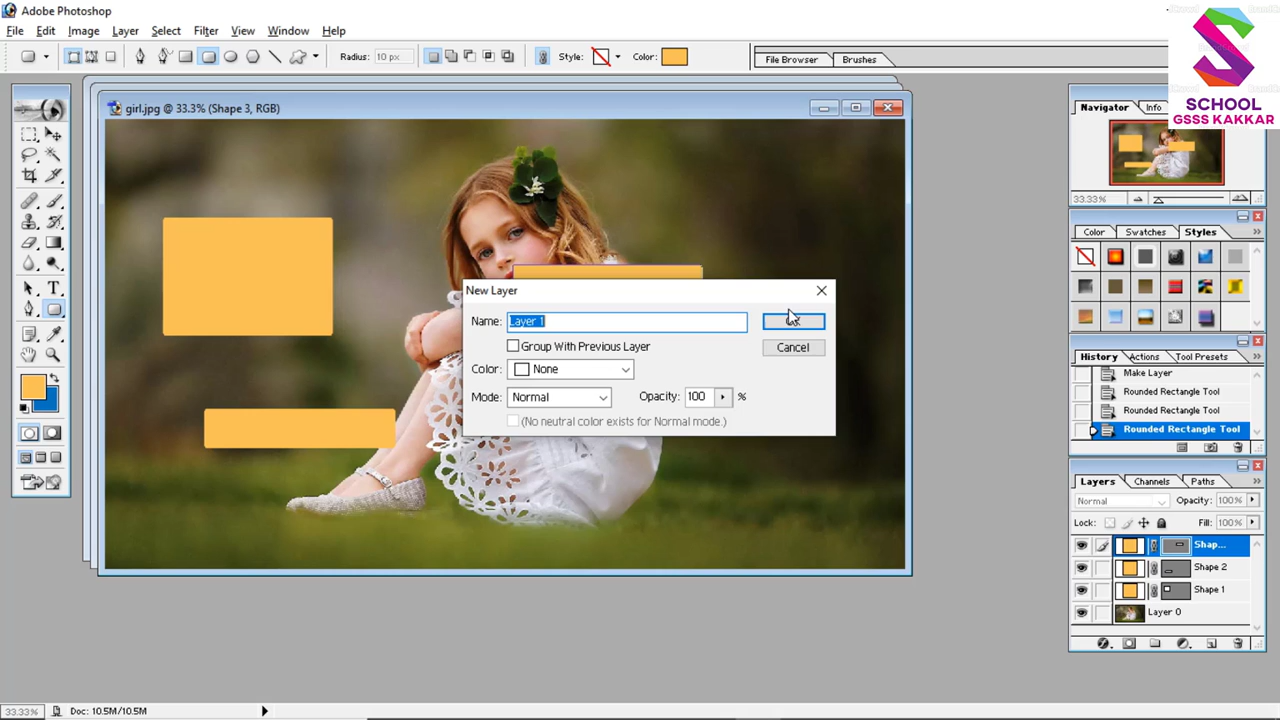 Adobe Photoshop
File Edit Image Layer Select Filter View Window Help
Radius: 10 px Style: Color: File Browser Brushes
SCHOOL
GSSS KAKKAR
girl.jpg @ 33.3% (Shape 3, RGB)
Navigator Info
33.33%
Color Swatches Styles
New Layer
Name: Layer 1
Group With Previous Layer
Cancel
Color: None
Mode: Normal Opacity: 100 %
(No neutral color exists for Normal mode.)
History Actions Tool Presets
Make Layer
Rounded Rectangle Tool
Rounded Rectangle Tool
Rounded Rectangle Tool
Layers Channels Paths
Normal Opacity: 100%
Lock: Fill: 100%
Shap...
Shape 2
Shape 1
Layer 0
33.33% Doc: 10.5M/10.5M